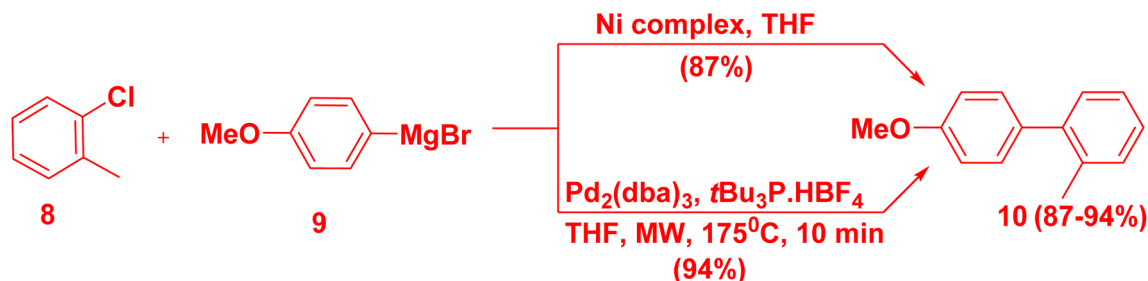 Ni complex, THF
(87%)
Cl
+
MeO
MgBr
MeO
8
9
Pd₂(dba)₃, tBu₃P.HBF₄
THF, MW, 175⁰C, 10 min
(94%)
10 (87-94%)